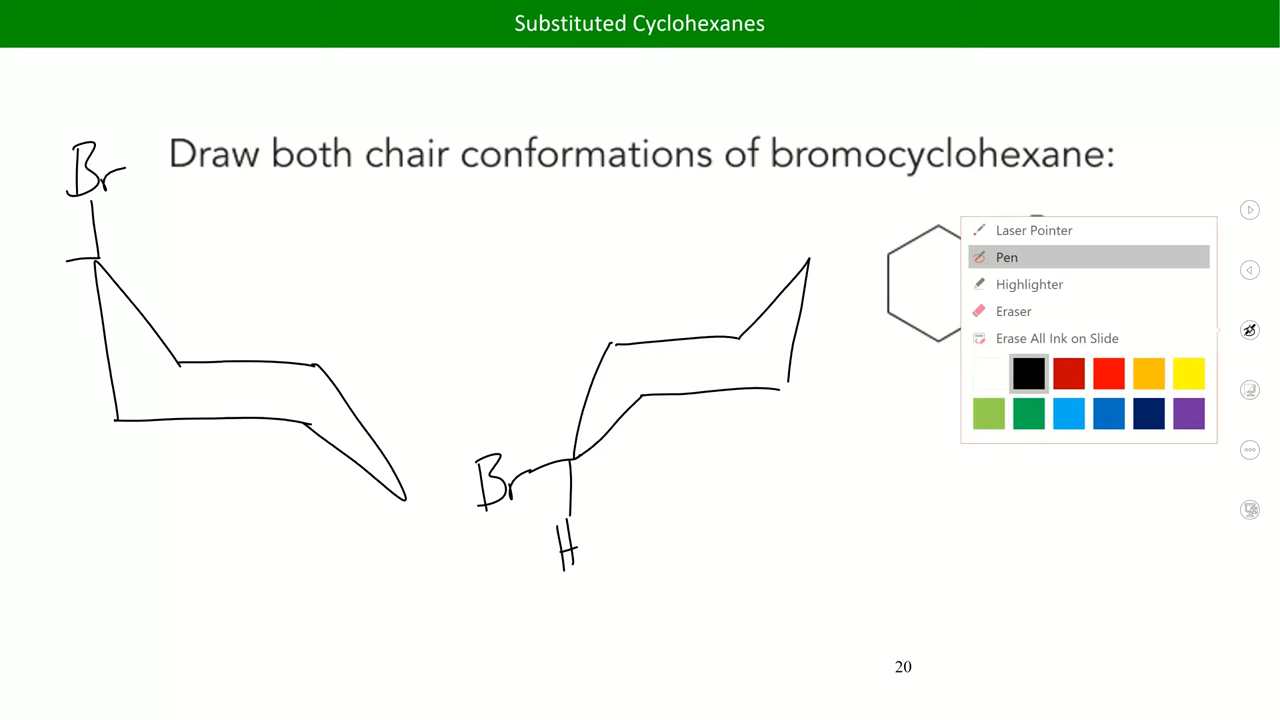 Substituted Cyclohexanes
Draw both chair conformations of bromocyclohexane:
Br
Laser Pointer
Pen
Highlighter
Eraser
Erase All Ink on Slide
Br
H
20